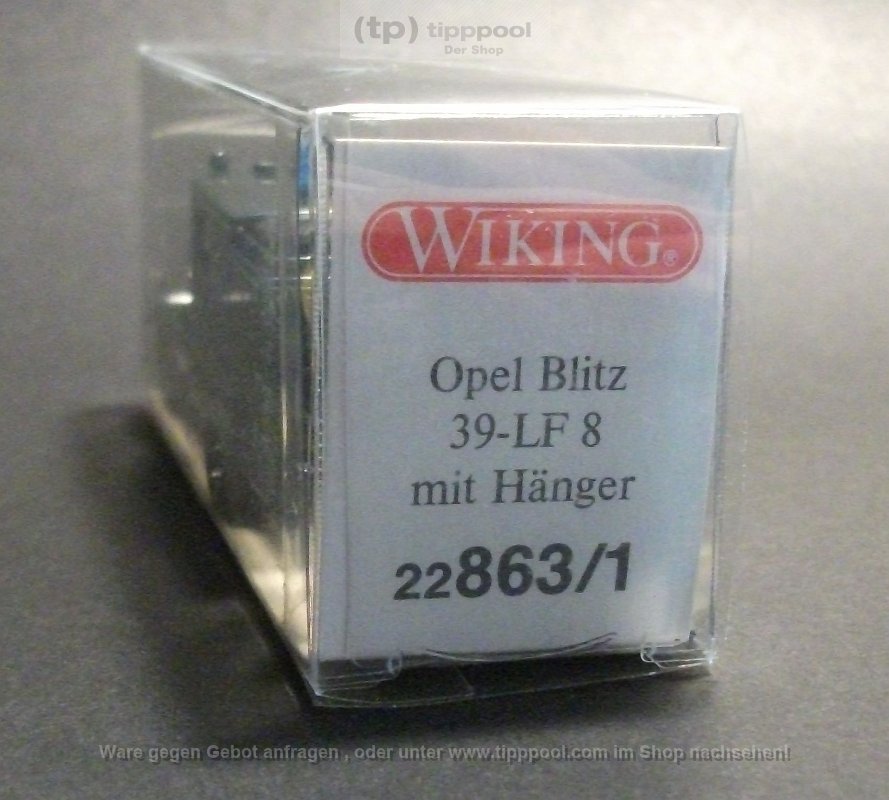 (tp) tipppool
Der Shop
WIKING®
Opel Blitz
39-LF 8
mit Hänger
22863/1
Ware gegen Gebot anfragen , oder unter www.tipppool.com im Shop nachsehen!